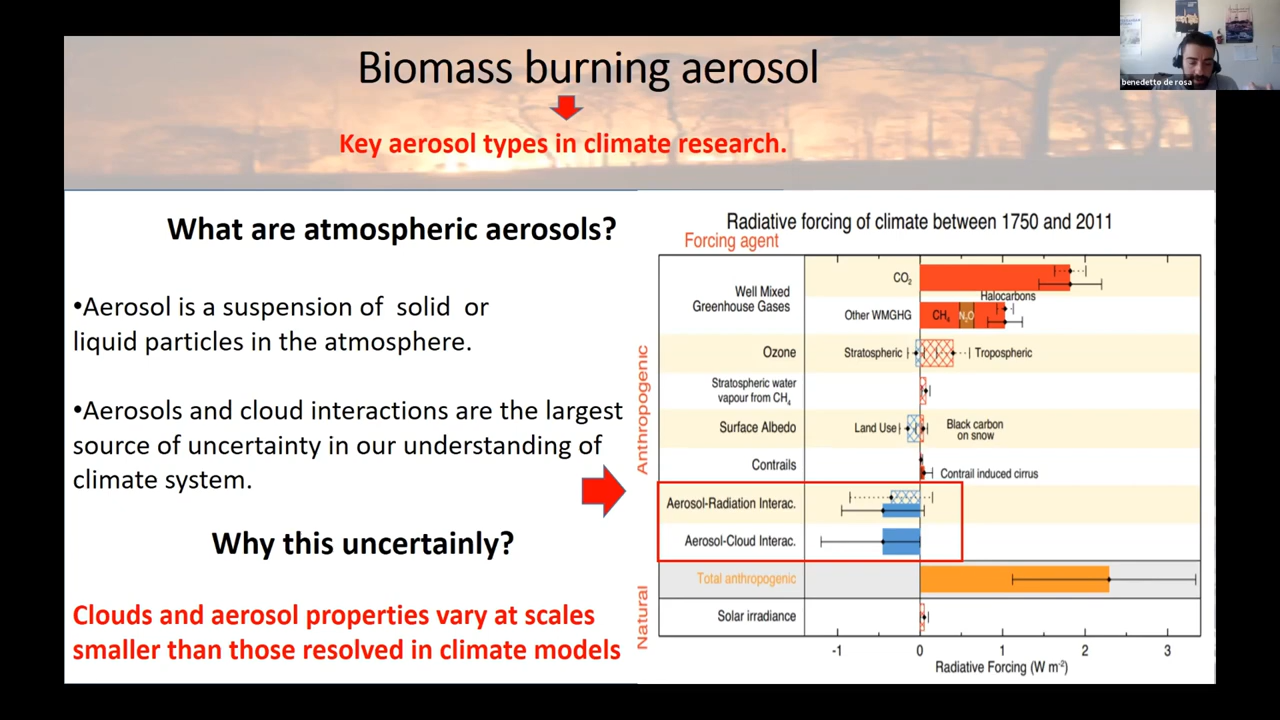 Biomass burning aerosol
Key aerosol types in climate research.
benedetto de rosa
What are atmospheric aerosols?
•Aerosol is a suspension of solid or
liquid particles in the atmosphere.
•Aerosols and cloud interactions are the largest
source of uncertainty in our understanding of
climate system.
Why this uncertainly?
Clouds and aerosol properties vary at scales
smaller than those resolved in climate models
Radiative forcing of climate between 1750 and 2011
Forcing agent
Anthropogenic
Natural
Well Mixed
Greenhouse Gases
CO2
Halocarbons
Other WMGHG
CH4
N2O
Ozone
Stratospheric
Tropospheric
Stratospheric water
vapour from CH4
Surface Albedo
Land Use
Black carbon
on snow
Contrails
Contrail induced cirrus
Aerosol-Radiation Interac.
Aerosol-Cloud Interac.
Total anthropogenic
Solar irradiance
-1 0 1 2 3
Radiative Forcing (W m-2)